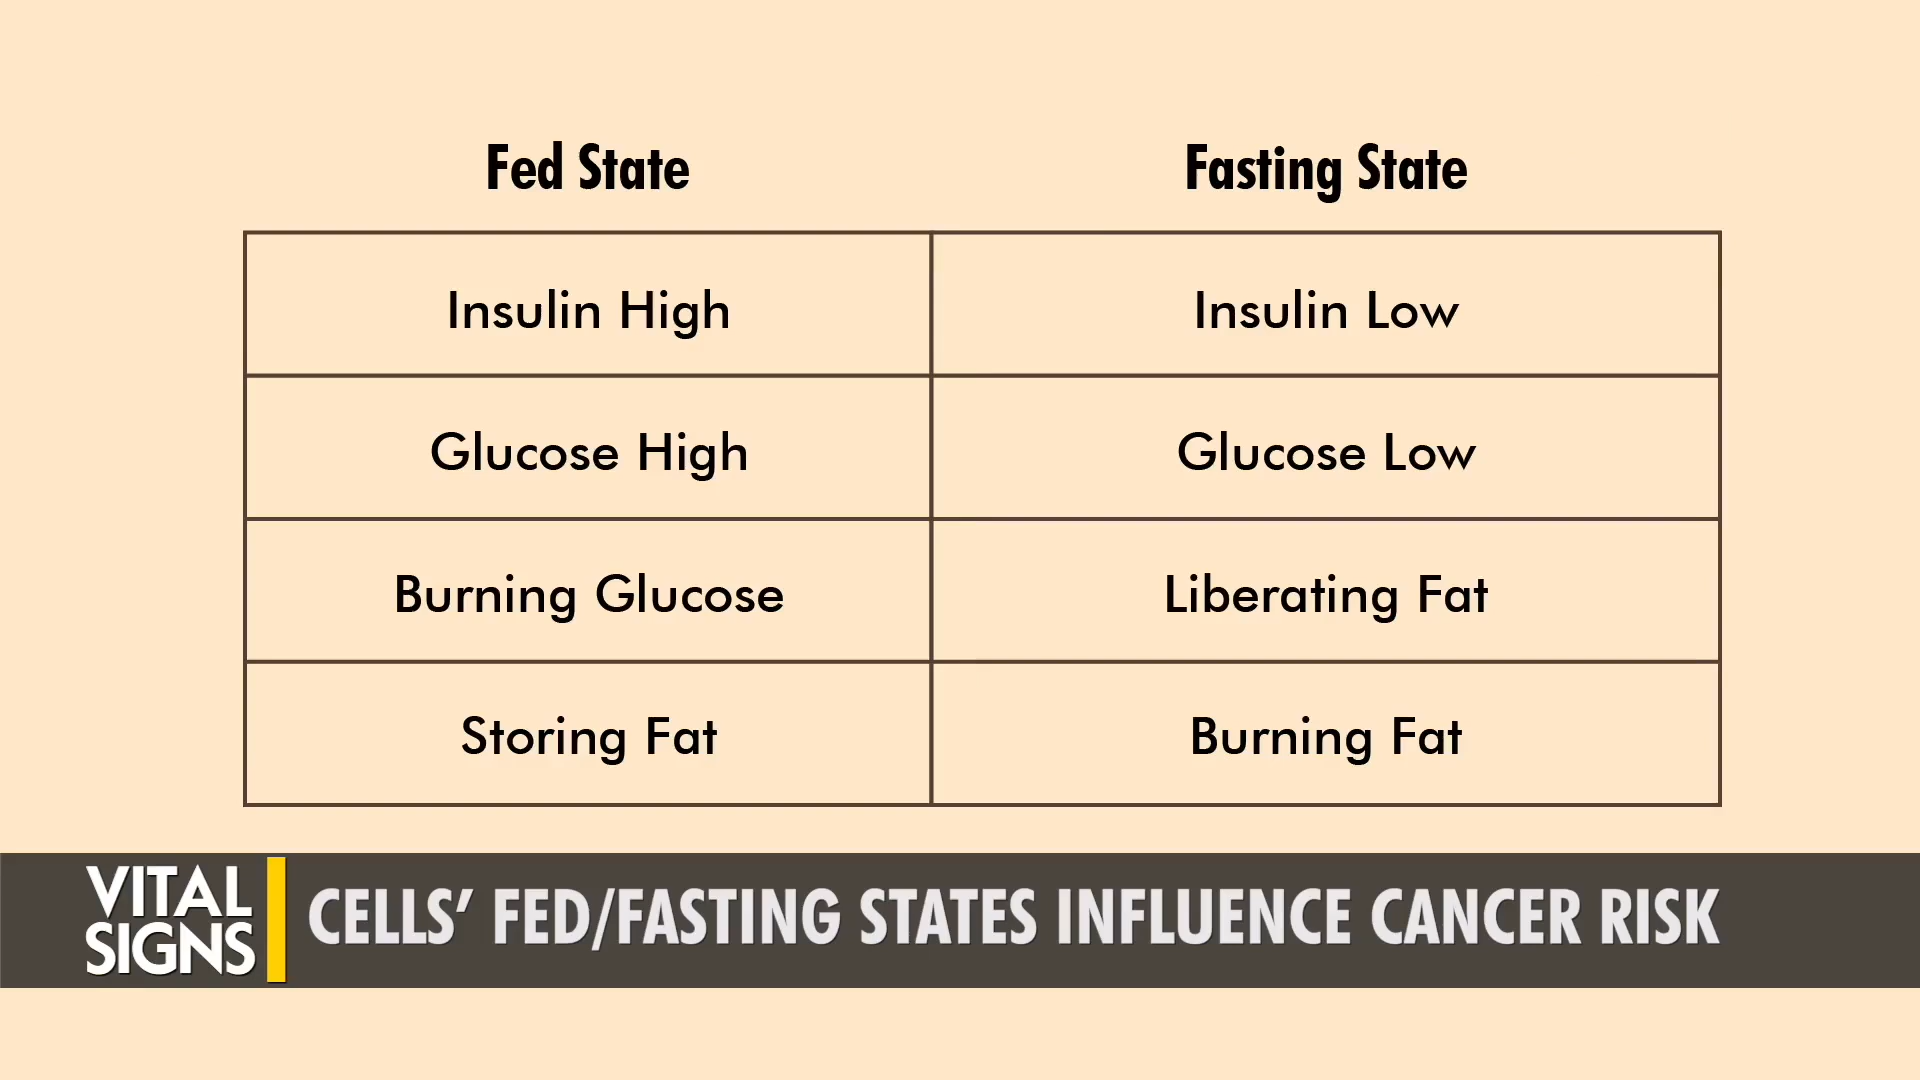 Fed State
Fasting State
Insulin High
Insulin Low
Glucose High
Glucose Low
Burning Glucose
Liberating Fat
Storing Fat
Burning Fat
VITAL
SIGNS
CELLS’ FED/FASTING STATES INFLUENCE CANCER RISK